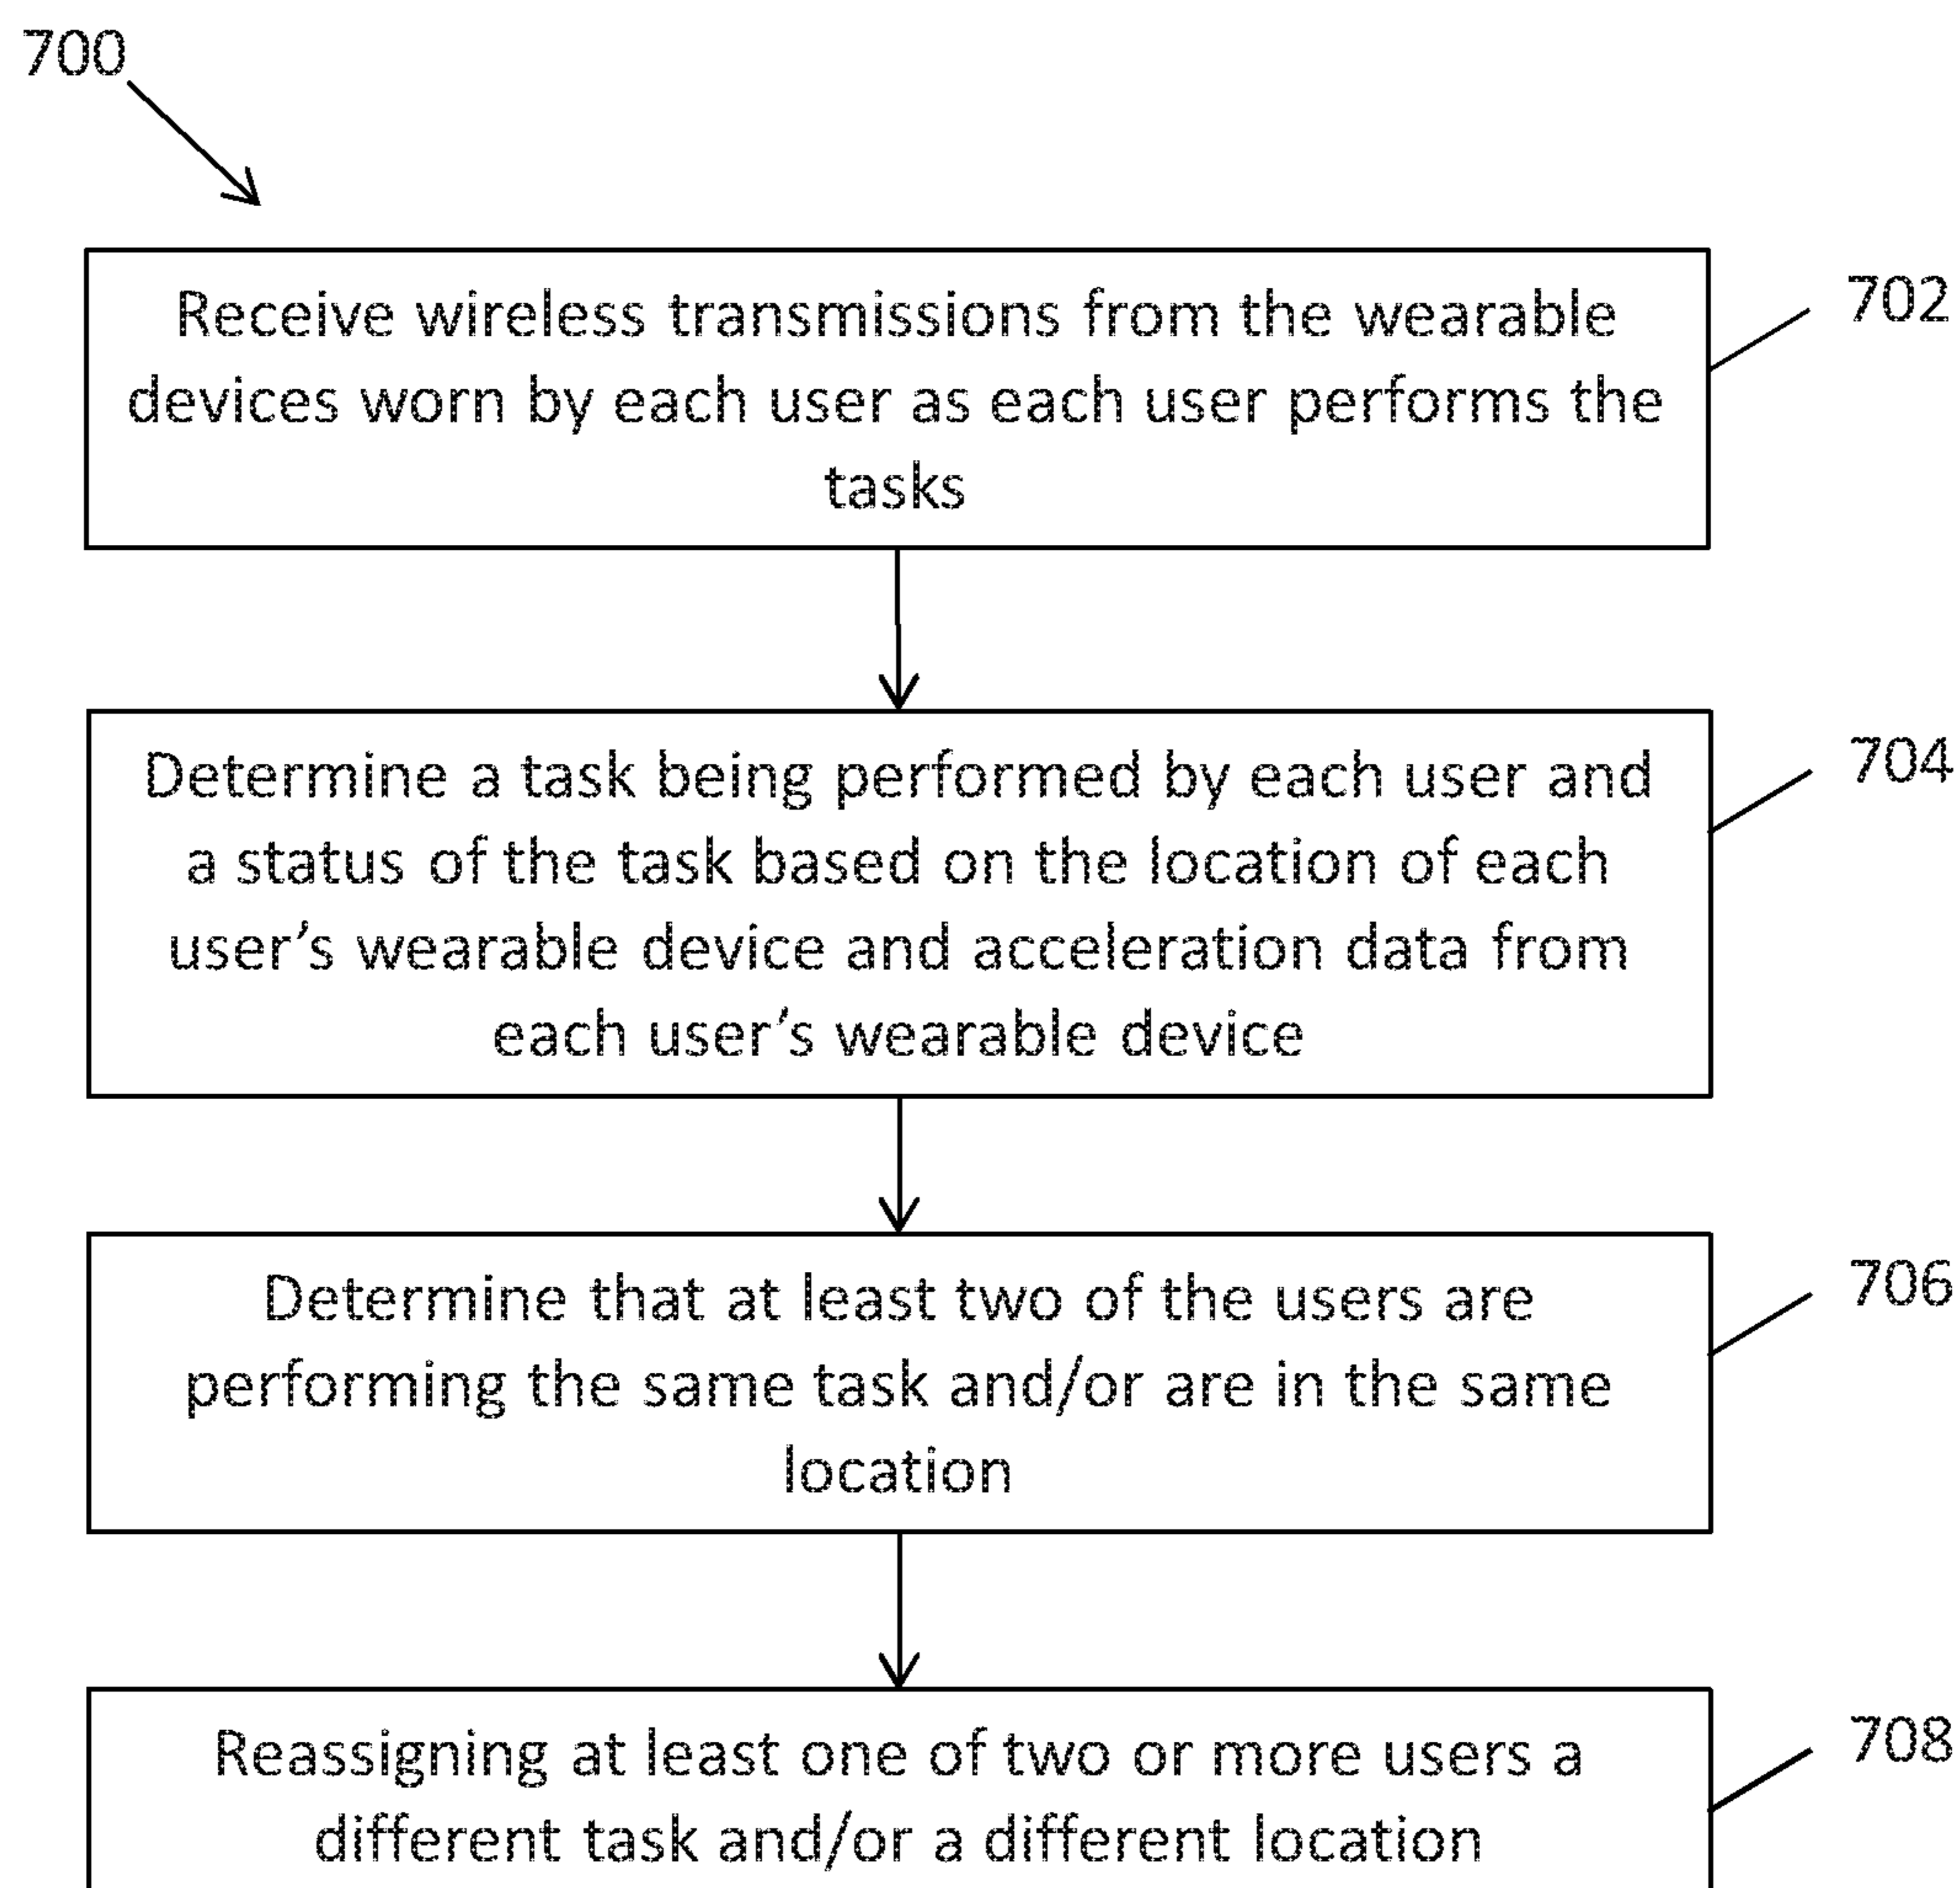 700
Receive wireless transmissions from the wearable
devices worn by each user as each user performs the
tasks
702
Determine a task being performed by each user and
a status of the task based on the location of each
user's wearable device and acceleration data from
each user's wearable device
704
Determine that at least two of the users are
performing the same task and/or are in the same
location
706
Reassigning at least one of two or more users a
different task and/or a different location
708